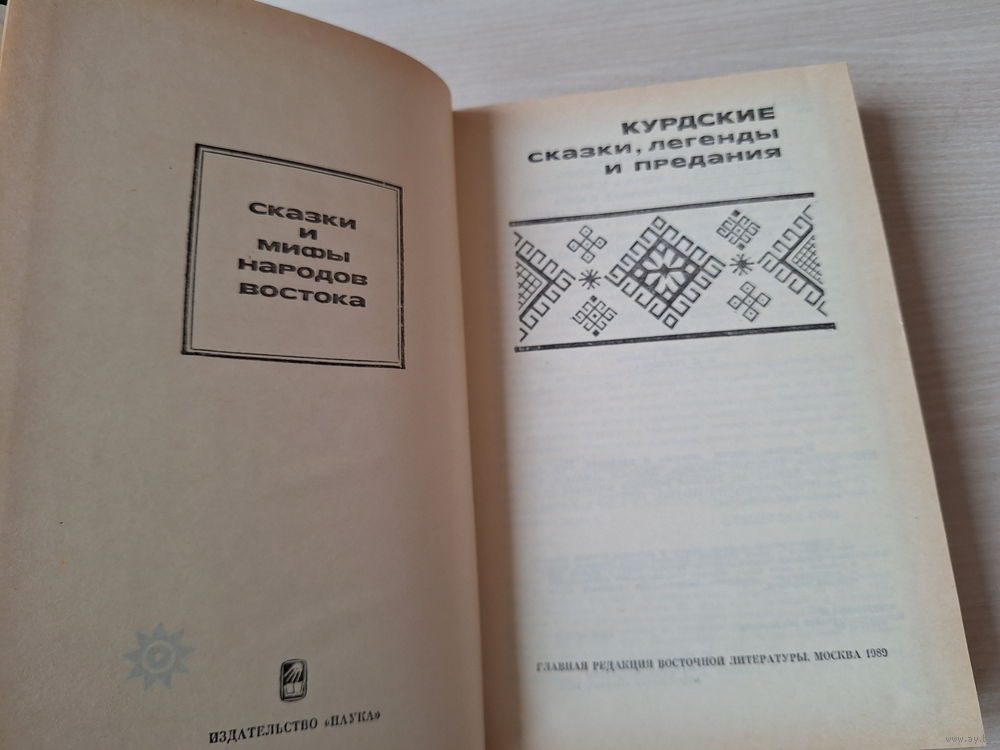 сказки
и
мифы
народов
востока
ИЗДАТЕЛЬСТВО «НАУКА»
КУРДСКИЕ
сказки, легенды
и предания
ГЛАВНАЯ РЕДАКЦИЯ ВОСТОЧНОЙ ЛИТЕРАТУРЫ. МОСКВА 1989